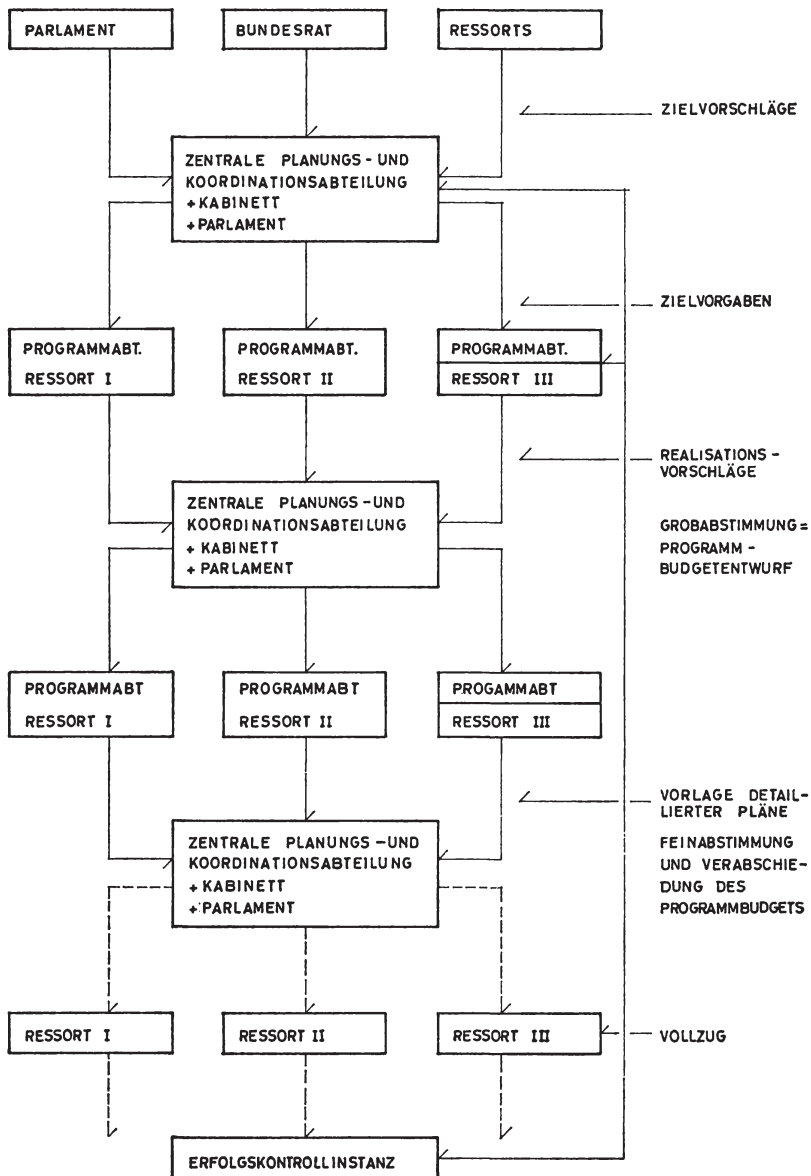 PARLAMENT
BUNDESRAT
RESSORTS
ZIELVORSCHLÄGE
ZENTRALE PLANUNGS-UND
KOORDINATIONSABTEILUNG
+KABINETT
+PARLAMENT
ZIELVORGABEN
PROGRAMMABT.
RESSORT I
PROGRAMMABT.
RESSORT II
PROGRAMMABT.
RESSORT III
REALISATIONS-
VORSCHLÄGE
ZENTRALE PLANUNGS-UND
KOORDINATIONSABTEILUNG
+ KABINETT
+ PARLAMENT
GROBABSTIMMUNG=
PROGRAMM-
BUDGETENTWURF
PROGRAMMABT
RESSORT I
PROGRAMMABT
RESSORT II
PROGAMMABT
RESSORT III
VORLAGE DETAIL-
LIERTER PLÄNE
ZENTRALE PLANUNGS-UND
KOORDINATIONSABTEILUNG
+ KABINETT
+ PARLAMENT
FEINABSTIMMUNG
UND VERABSCHIE-
DUNG DES
PROGRAMMBUDGETS
RESSORT I
RESSORT II
RESSORT III
VOLLZUG
ERFOLGSKONTROLLINSTANZ